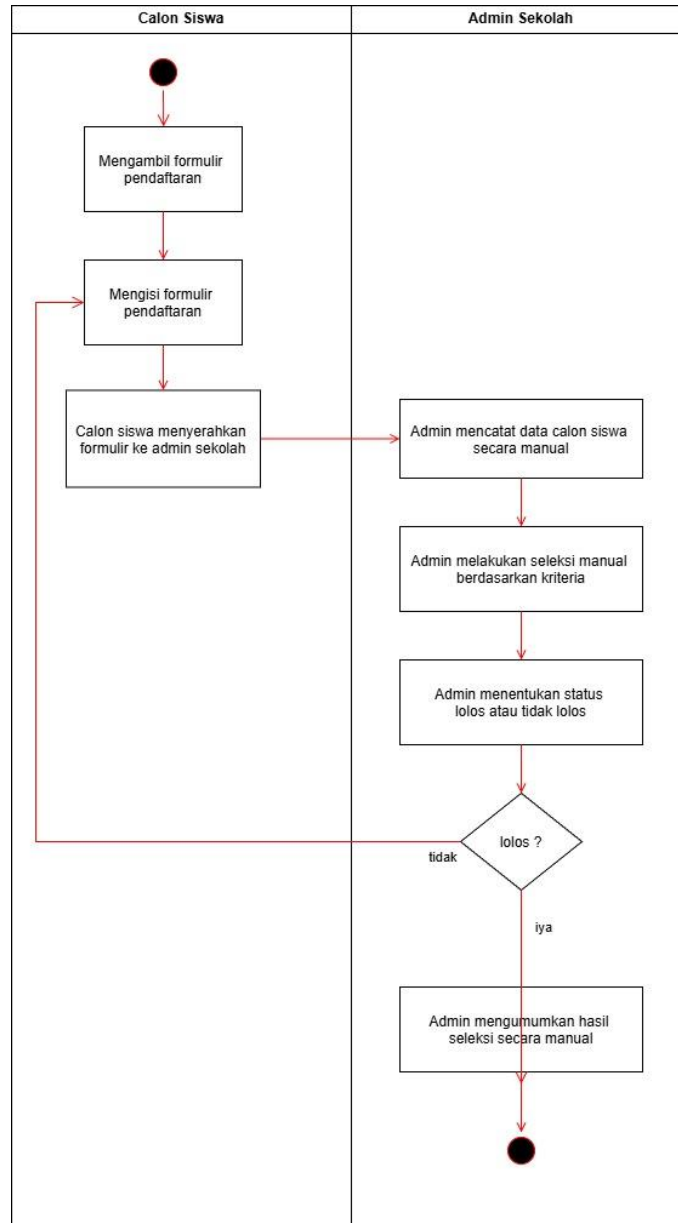 Calon Siswa
Admin Sekolah
Mengambil formulir
pendaftaran
Mengisi formulir
pendaftaran
Calon siswa menyerahkan
formulir ke admin sekolah
Admin mencatat data calon siswa
secara manual
Admin melakukan seleksi manual
berdasarkan kriteria
Admin menentukan status
lolos atau tidak lolos
lolos ?
tidak
iya
Admin mengumumkan hasil
seleksi secara manual